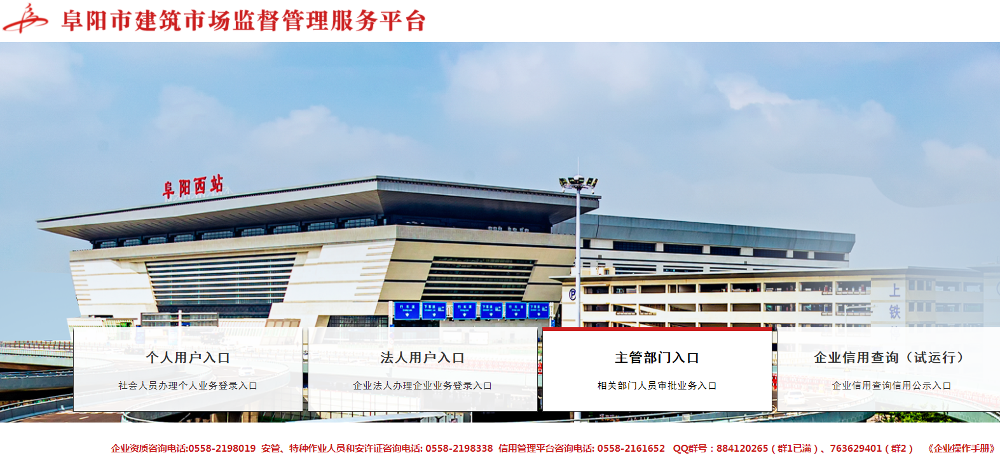 阜阳市建筑市场监督管理服务平台
阜阳西站
上铁
个人用户入口
社会人员办理个人业务登录入口
法人用户入口
企业法人办理企业业务登录入口
主管部门入口
相关部门人员审批业务入口
企业信用查询（试运行）
企业信用查询信用公示入口
企业资质咨询电话:0558-2198019 安管、特种作业人员和安许证咨询电话: 0558-2198338 信用管理平台咨询电话: 0558-2161652 QQ群号：884120265（群1已满）、763629401（群2） 《企业操作手册》